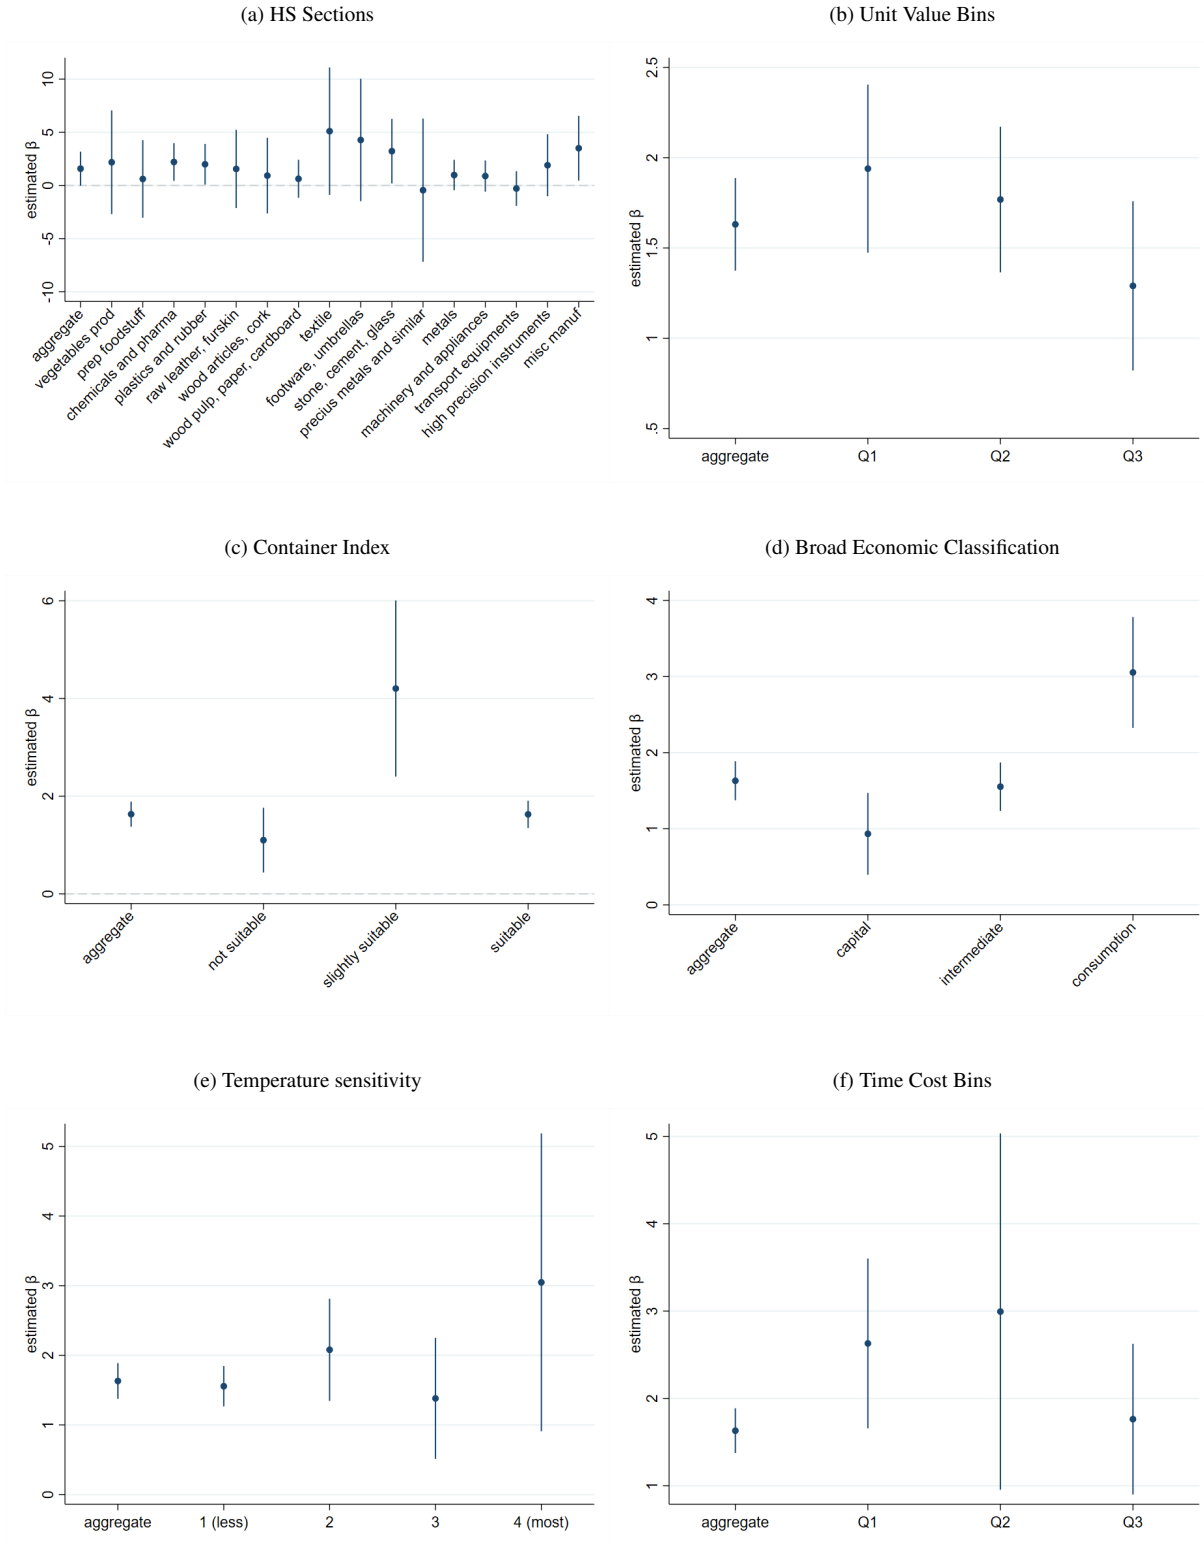 (a) HS Sections
estimated β
10
5
0
-5
-10
aggregate
vegetables prod
prep foodstuff
chemicals and pharma
plastics and rubber
raw leather, furskin
wood articles, cork
wood pulp, paper, cardboard
textile
footware, umbrellas
stone, cement, glass
precius metals and similar
metals
machinery and appliances
transport equipments
high precision instruments
misc manuf
(b) Unit Value Bins
estimated β
2.5
2
1.5
1
.5
aggregate
Q1
Q2
Q3
(c) Container Index
estimated β
6
4
2
0
aggregate
not suitable
slightly suitable
suitable
(d) Broad Economic Classification
estimated β
4
3
2
1
0
aggregate
capital
intermediate
consumption
(e) Temperature sensitivity
estimated β
5
4
3
2
1
0
aggregate
1 (less)
2
3
4 (most)
(f) Time Cost Bins
estimated β
5
4
3
2
1
aggregate
Q1
Q2
Q3